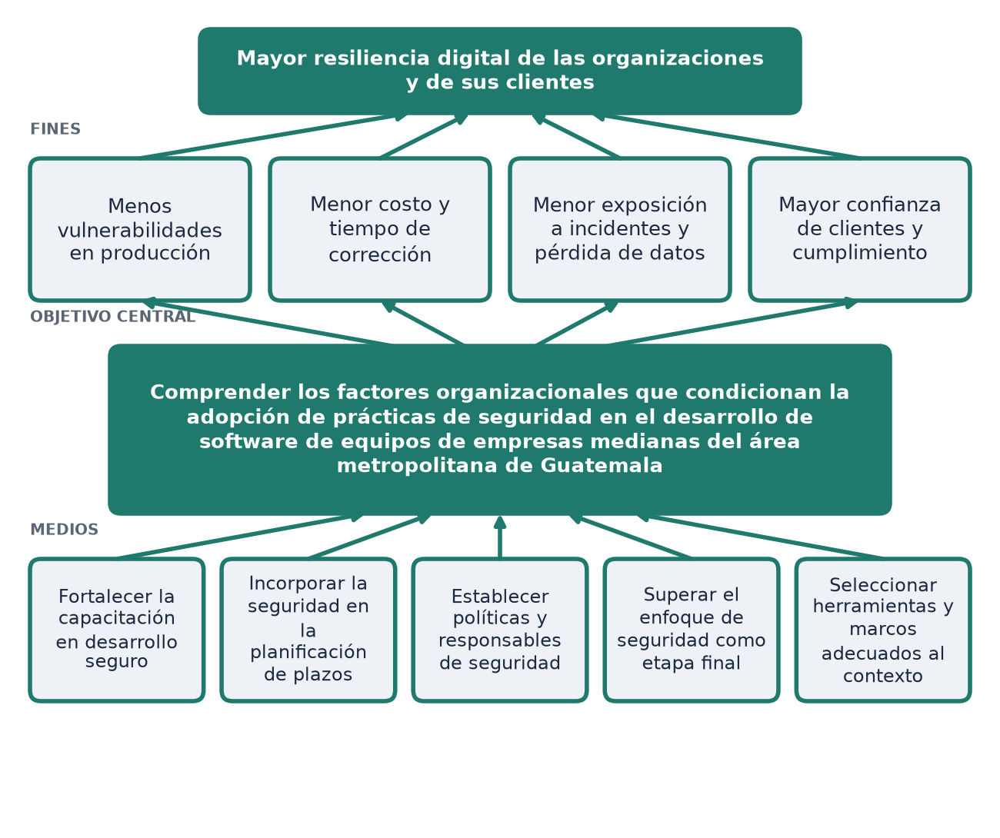 Mayor resiliencia digital de las organizaciones
y de sus clientes
FINES
Menos
vulnerabilidades
en producción
Menor costo y
tiempo de
corrección
Menor exposición
a incidentes y
pérdida de datos
Mayor confianza
de clientes y
cumplimiento
OBJETIVO CENTRAL
Comprender los factores organizacionales que condicionan la
adopción de prácticas de seguridad en el desarrollo de
software de equipos de empresas medianas del área
metropolitana de Guatemala
MEDIOS
Fortalecer la
capacitación
en desarrollo
seguro
Incorporar la
seguridad en
la
planificación
de plazos
Establecer
políticas y
responsables
de seguridad
Superar el
enfoque de
seguridad como
etapa final
Seleccionar
herramientas y
marcos
adecuados al
contexto